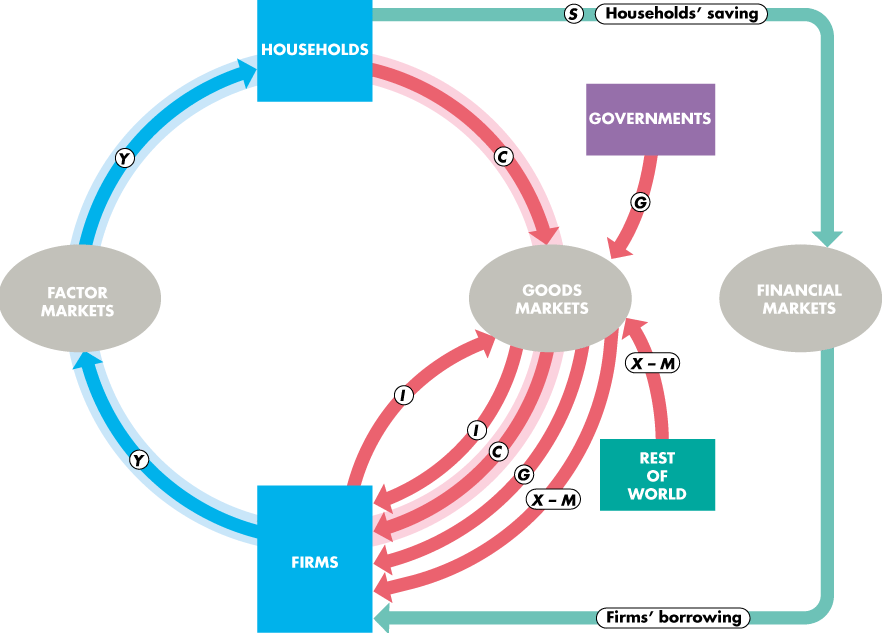 S
Households' saving
HOUSEHOLDS
GOVERNMENTS
Y
C
G
FACTOR
MARKETS
GOODS
MARKETS
FINANCIAL
MARKETS
X – M
I
I
C
Y
G
X – M
REST
OF
WORLD
FIRMS
Firms' borrowing